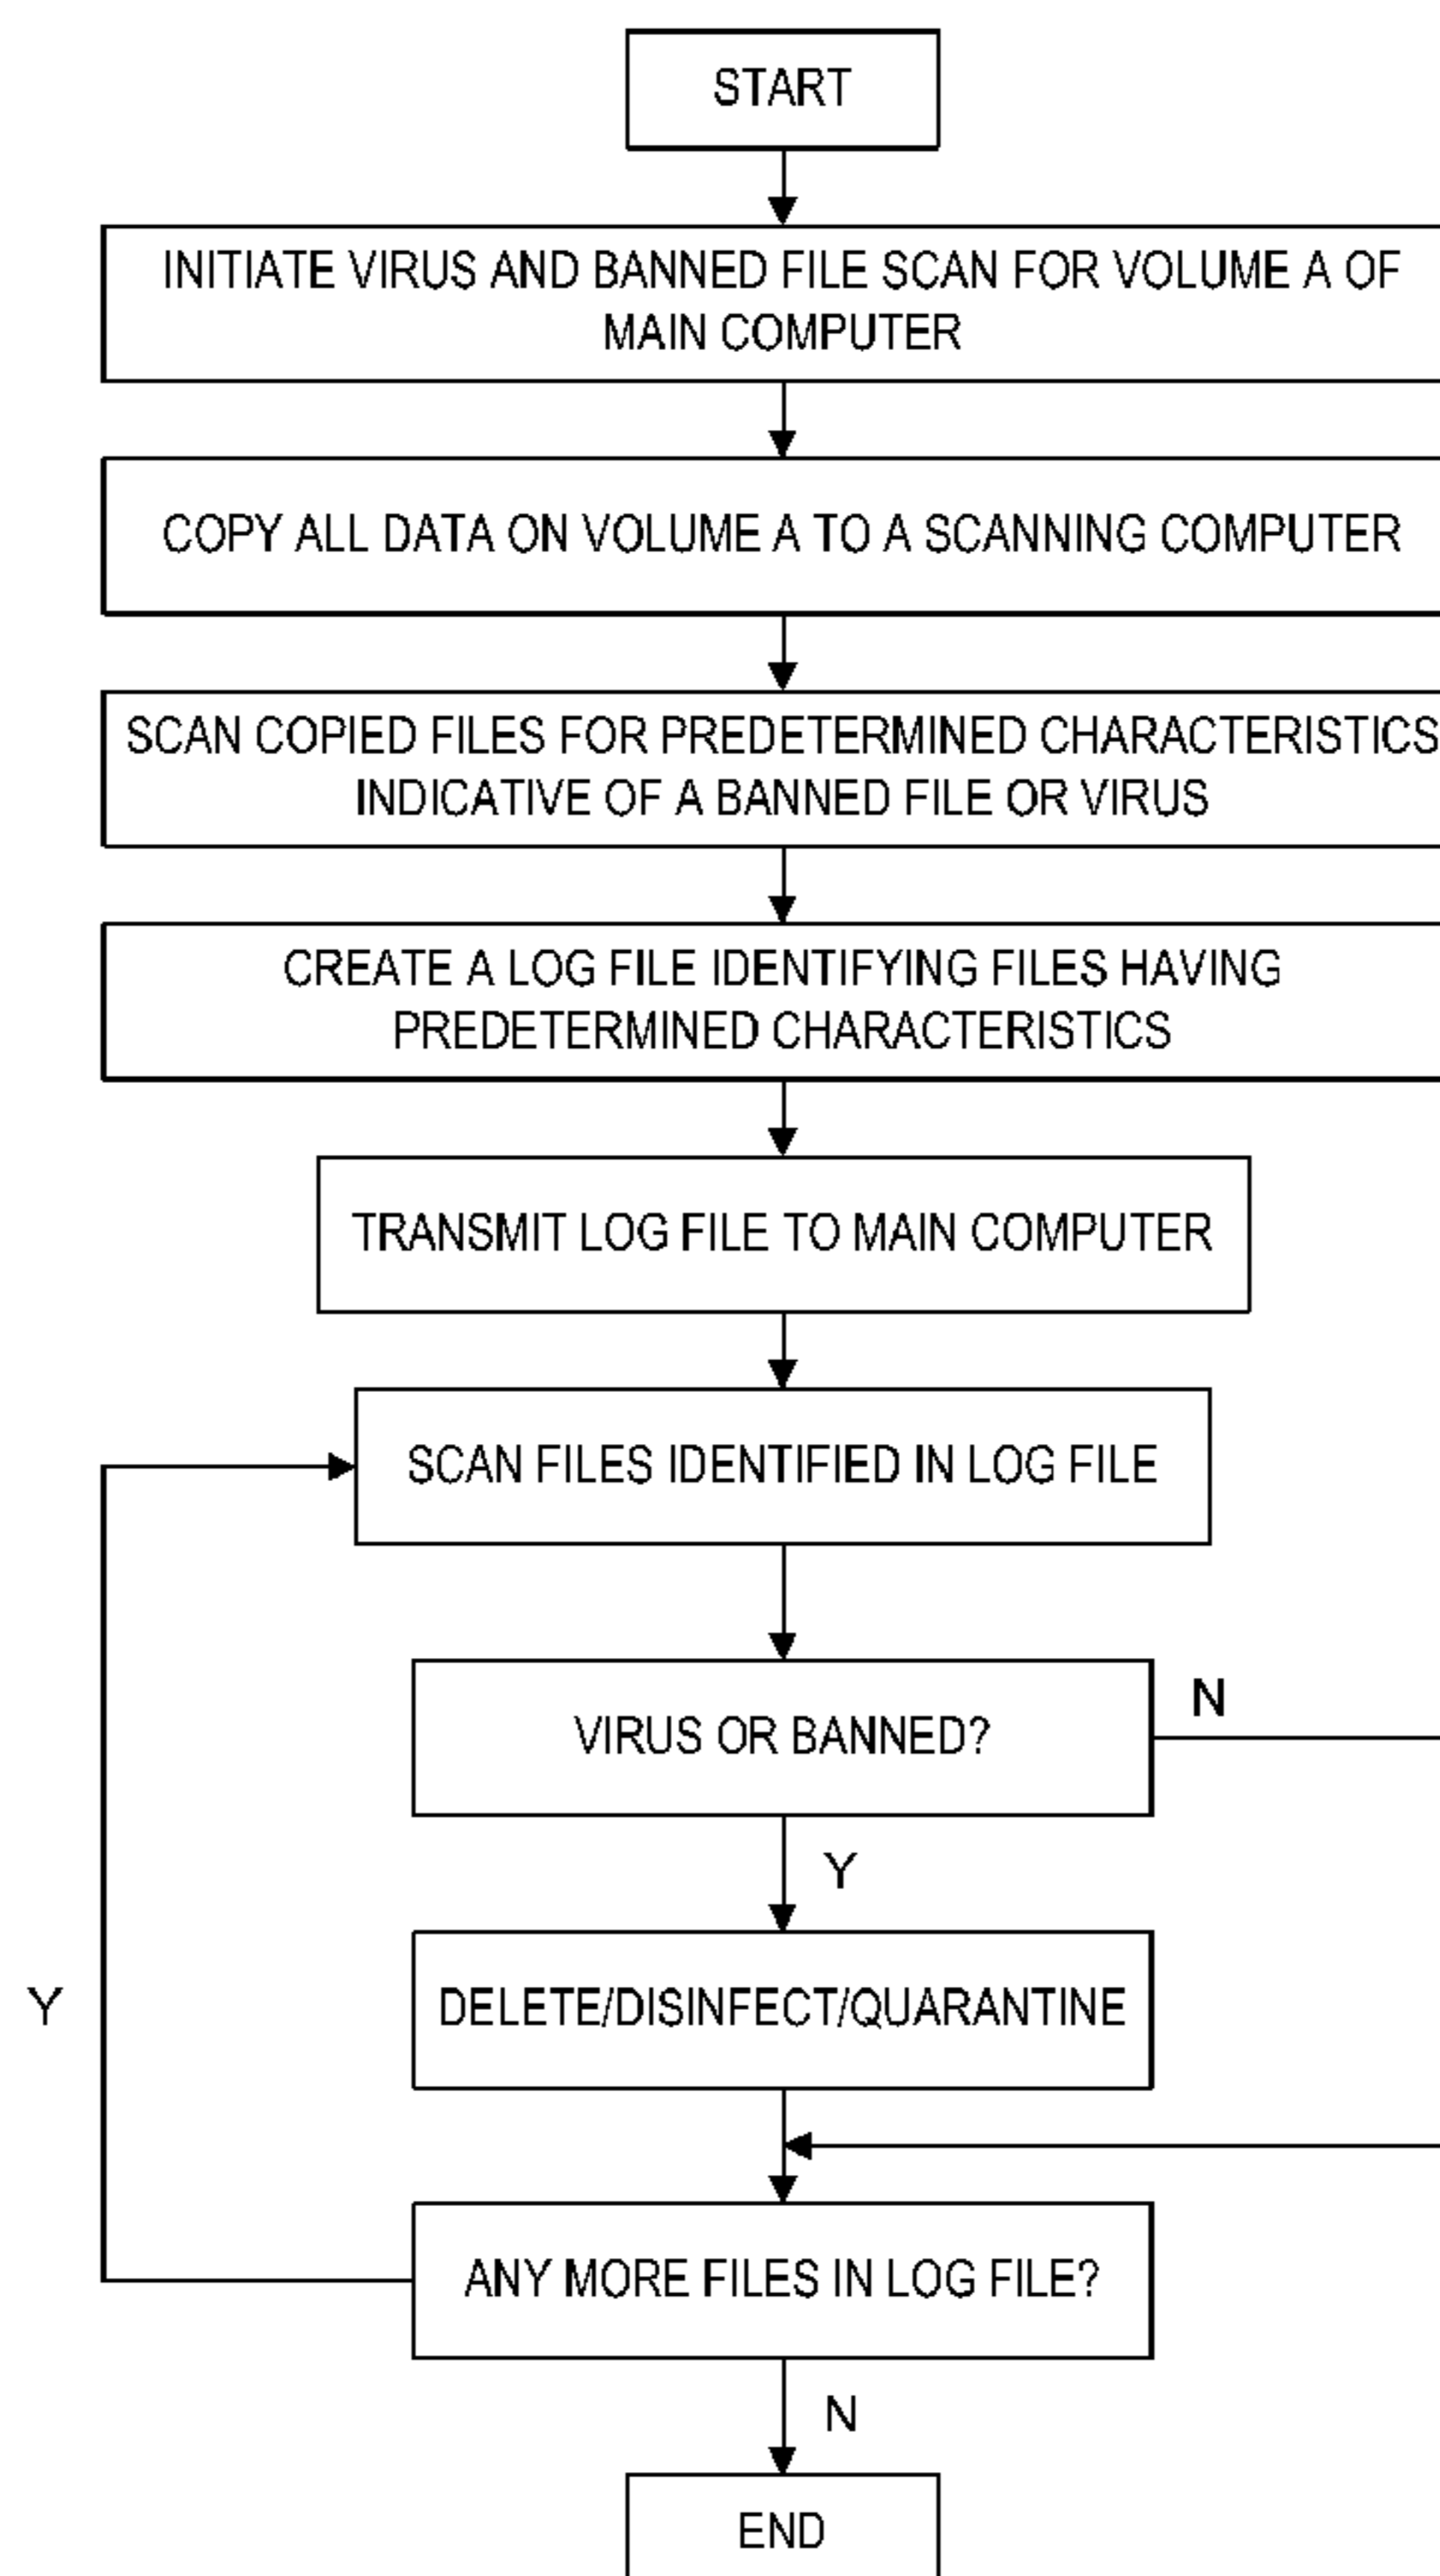 START
INITIATE VIRUS AND BANNED FILE SCAN FOR VOLUME A OF
MAIN COMPUTER
COPY ALL DATA ON VOLUME A TO A SCANNING COMPUTER
SCAN COPIED FILES FOR PREDETERMINED CHARACTERISTICS
INDICATIVE OF A BANNED FILE OR VIRUS
CREATE A LOG FILE IDENTIFYING FILES HAVING
PREDETERMINED CHARACTERISTICS
TRANSMIT LOG FILE TO MAIN COMPUTER
SCAN FILES IDENTIFIED IN LOG FILE
N
VIRUS OR BANNED?
Y
DELETE/DISINFECT/QUARANTINE
Y
ANY MORE FILES IN LOG FILE?
N
END